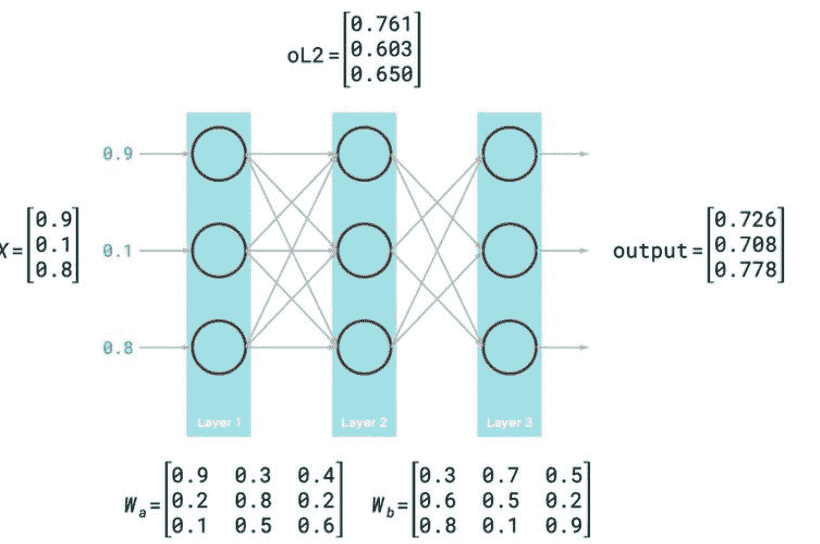 oL2 = [0.761
0.603
0.650]
0.9
X = [0.9
0.1
0.8]
0.1
0.8
output = [0.726
0.708
0.778]
Layer 1 Layer 2 Layer 3
Wa = [0.9 0.3 0.4
0.2 0.8 0.2
0.1 0.5 0.6]
Wb = [0.3 0.7 0.5
0.6 0.5 0.2
0.8 0.1 0.9]